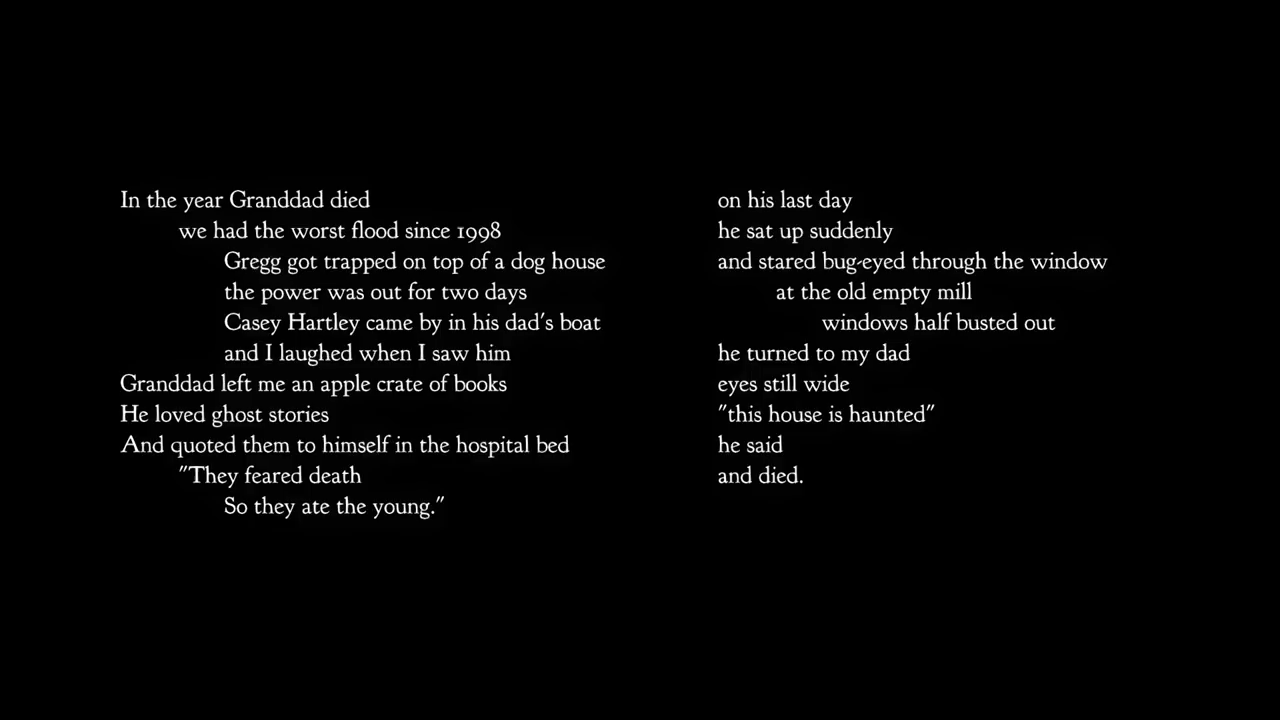 In the year Granddad died
we had the worst flood since 1998
Gregg got trapped on top of a dog house
the power was out for two days
Casey Hartley came by in his dad's boat
and I laughed when I saw him
Granddad left me an apple crate of books
He loved ghost stories
And quoted them to himself in the hospital bed
"They feared death
So they ate the young."
on his last day
he sat up suddenly
and stared bug-eyed through the window
at the old empty mill
windows half busted out
he turned to my dad
eyes still wide
"this house is haunted"
he said
and died.